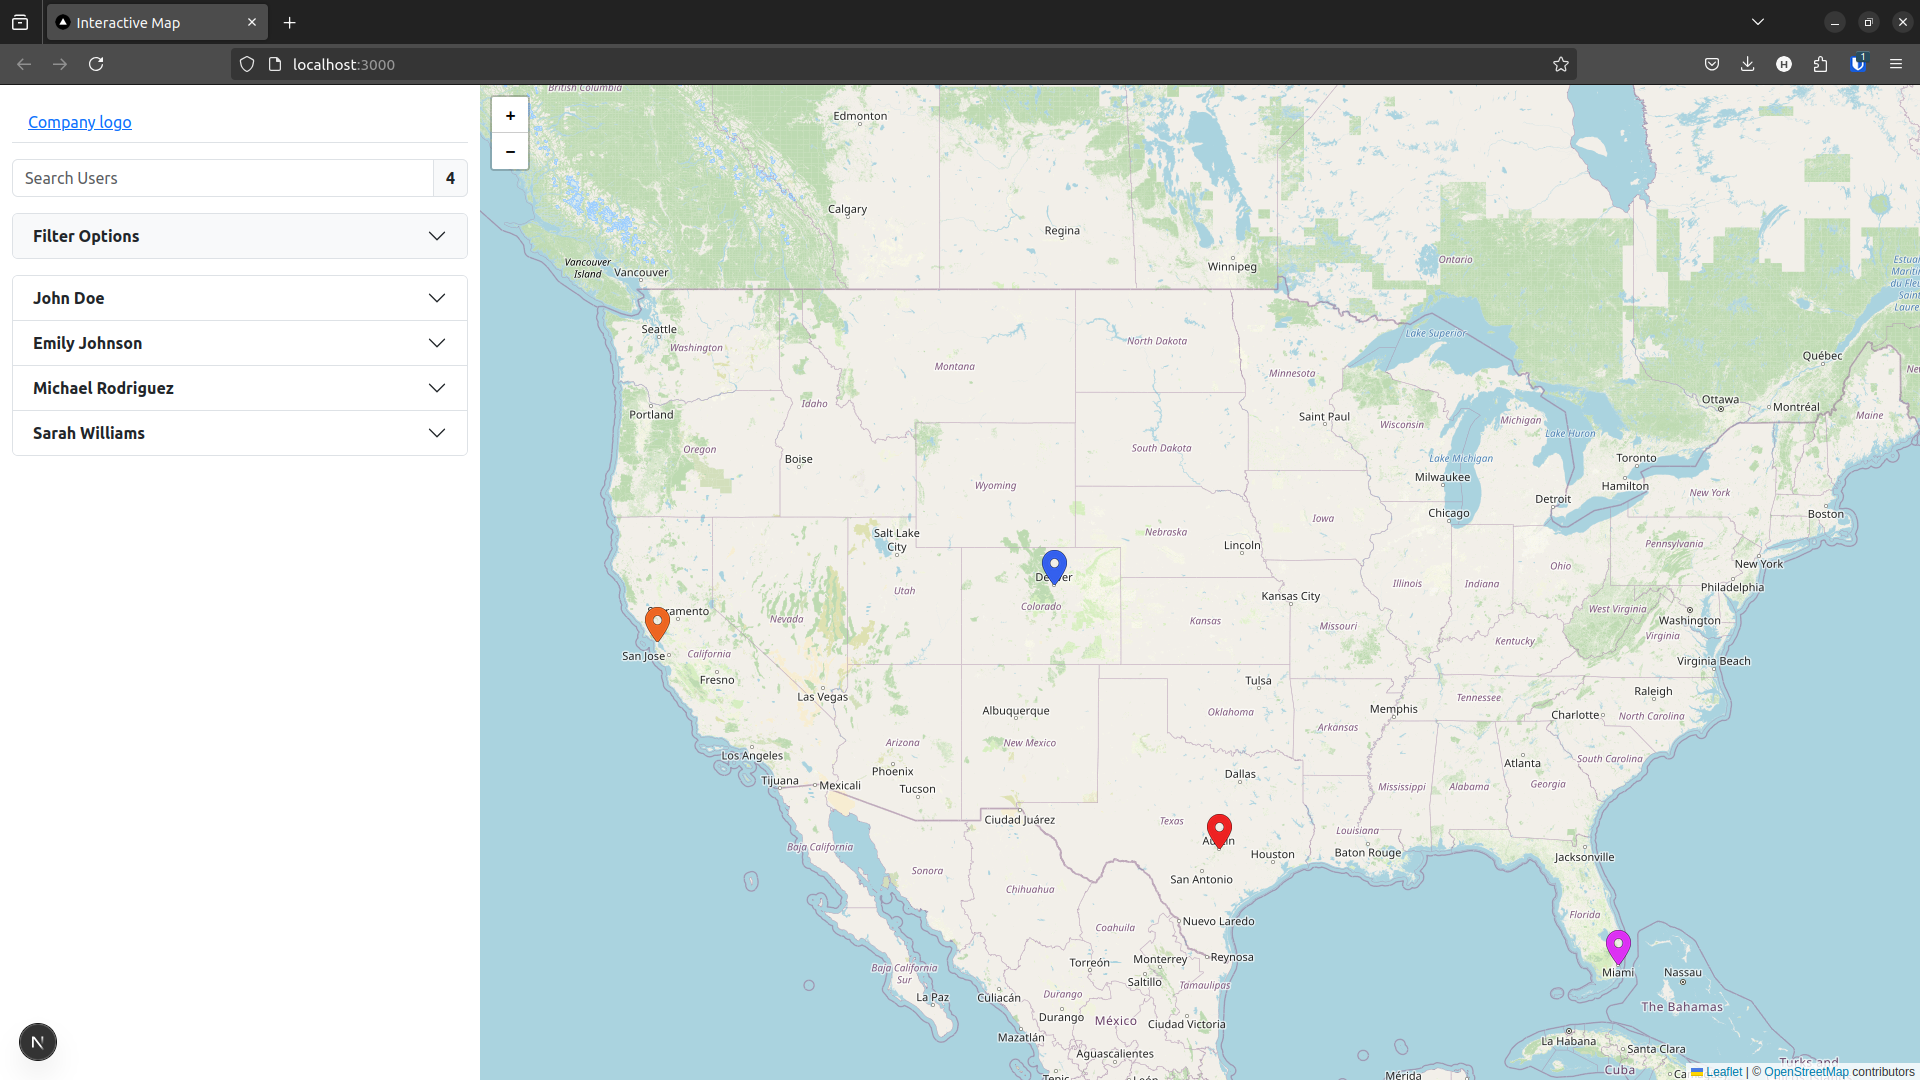 Interactive Map
localhost:3000
1
Company logo
Search Users
4
Filter Options
John Doe
Emily Johnson
Michael Rodriguez
Sarah Williams
+
−
British Columbia
Edmonton
Calgary
Regina
Winnipeg
Ontario
Vancouver
Island
Vancouver
Seattle
Washington
Montana
North Dakota
Minnesota
Lake Superior
Québec
Portland
Idaho
Saint Paul
Wisconsin
Michigan
Lake Huron
Ottawa
Montréal
Maine
Oregon
Boise
South Dakota
Lake Michigan
Toronto
Milwaukee
Hamilton
Wyoming
Detroit
New York
Chicago
Boston
Salt Lake
City
Nebraska
Iowa
Lincoln
Pennsylvania
Denver
Utah
Colorado
Illinois
Indiana
Ohio
New York
Philadelphia
Kansas City
Sacramento
Nevada
Kansas
Missouri
West Virginia
Washington
Virginia
Kentucky
San Jose
California
Fresno
Las Vegas
Virginia Beach
Tulsa
Albuquerque
Oklahoma
Memphis
Tennessee
Raleigh
Charlotte
North Carolina
Arkansas
Arizona
New Mexico
Los Angeles
Phoenix
Tucson
Tijuana
Mexicali
Dallas
Atlanta
South Carolina
Mississippi
Alabama
Georgia
Ciudad Juárez
Texas
Austin
Louisiana
Houston
Baton Rouge
Jacksonville
Baja California
Sonora
Chihuahua
San Antonio
Coahuila
Nuevo Laredo
Florida
Baja California
Sur
Torreón
Monterrey
Reynosa
Saltillo
Tamaulipas
Miami
Nassau
The Bahamas
La Paz
Culiacán
Durango
Durango
México
Ciudad Victoria
Mazatlán
Aguascalientes
La Habana
Santa Clara
Cuba
Mérida
Leaflet | © OpenStreetMap contributors